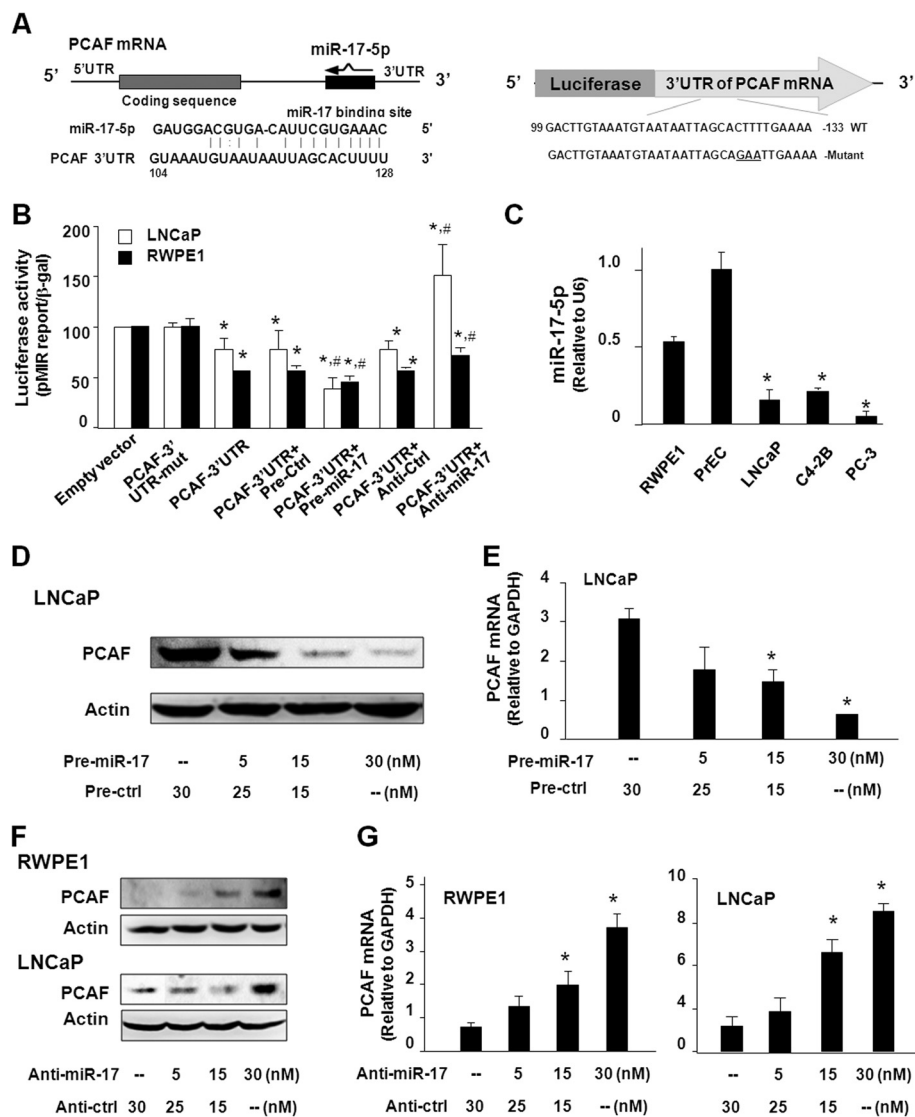 A
PCAF mRNA
miR-17-5p
5' 5'UTR 3'UTR 3'
Coding sequence
miR-17 binding site
miR-17-5p GAUGGACGUGA-CAUUCGUGAAAC 5'
PCAF 3'UTR GUAAAUGUAAUAAUUAGCACUUUU 3'
104 128
5' Luciferase 3'UTR of PCAF mRNA 3'
99 GACTTGTAAATGTAATAATTAGCACTTTTGAAAA -133 WT
GACTTGTAAATGTAATAATTAGCAGAATTGAAAA -Mutant
B
Luciferase activity
(pMIR report/β-gal)
200
150
100
50
0
LNCaP
RWPE1
* * * * *,# *,# * * *,# *,#
Empty vector
PCAF-3'
UTR-mut
PCAF-3'UTR
PCAF-3'UTR+
Pre-Ctrl
PCAF-3'UTR+
Pre-miR-17
PCAF-3'UTR+
Anti-Ctrl
PCAF-3'UTR+
Anti-miR-17
C
miR-17-5p
(Relative to U6)
1.0
0.5
0
* * *
RWPE1 PrEC LNCaP C4-2B PC-3
D
LNCaP
PCAF
Actin
Pre-miR-17 -- 5 15 30 (nM)
Pre-ctrl 30 25 15 -- (nM)
E
PCAF mRNA
(Relative to GAPDH)
4
3
2
1
0
LNCaP
* *
Pre-miR-17 -- 5 15 30 (nM)
Pre-ctrl 30 25 15 -- (nM)
F
RWPE1
PCAF
Actin
LNCaP
PCAF
Actin
Anti-miR-17 -- 5 15 30 (nM)
Anti-ctrl 30 25 15 -- (nM)
G
PCAF mRNA
(Relative to GAPDH)
5
4
3
2
1
0
RWPE1
* *
Anti-miR-17 -- 5 15 30 (nM)
Anti-ctrl 30 25 15 -- (nM)
10
8
6
4
2
0
LNCaP
* *
-- 5 15 30 (nM)
30 25 15 -- (nM)